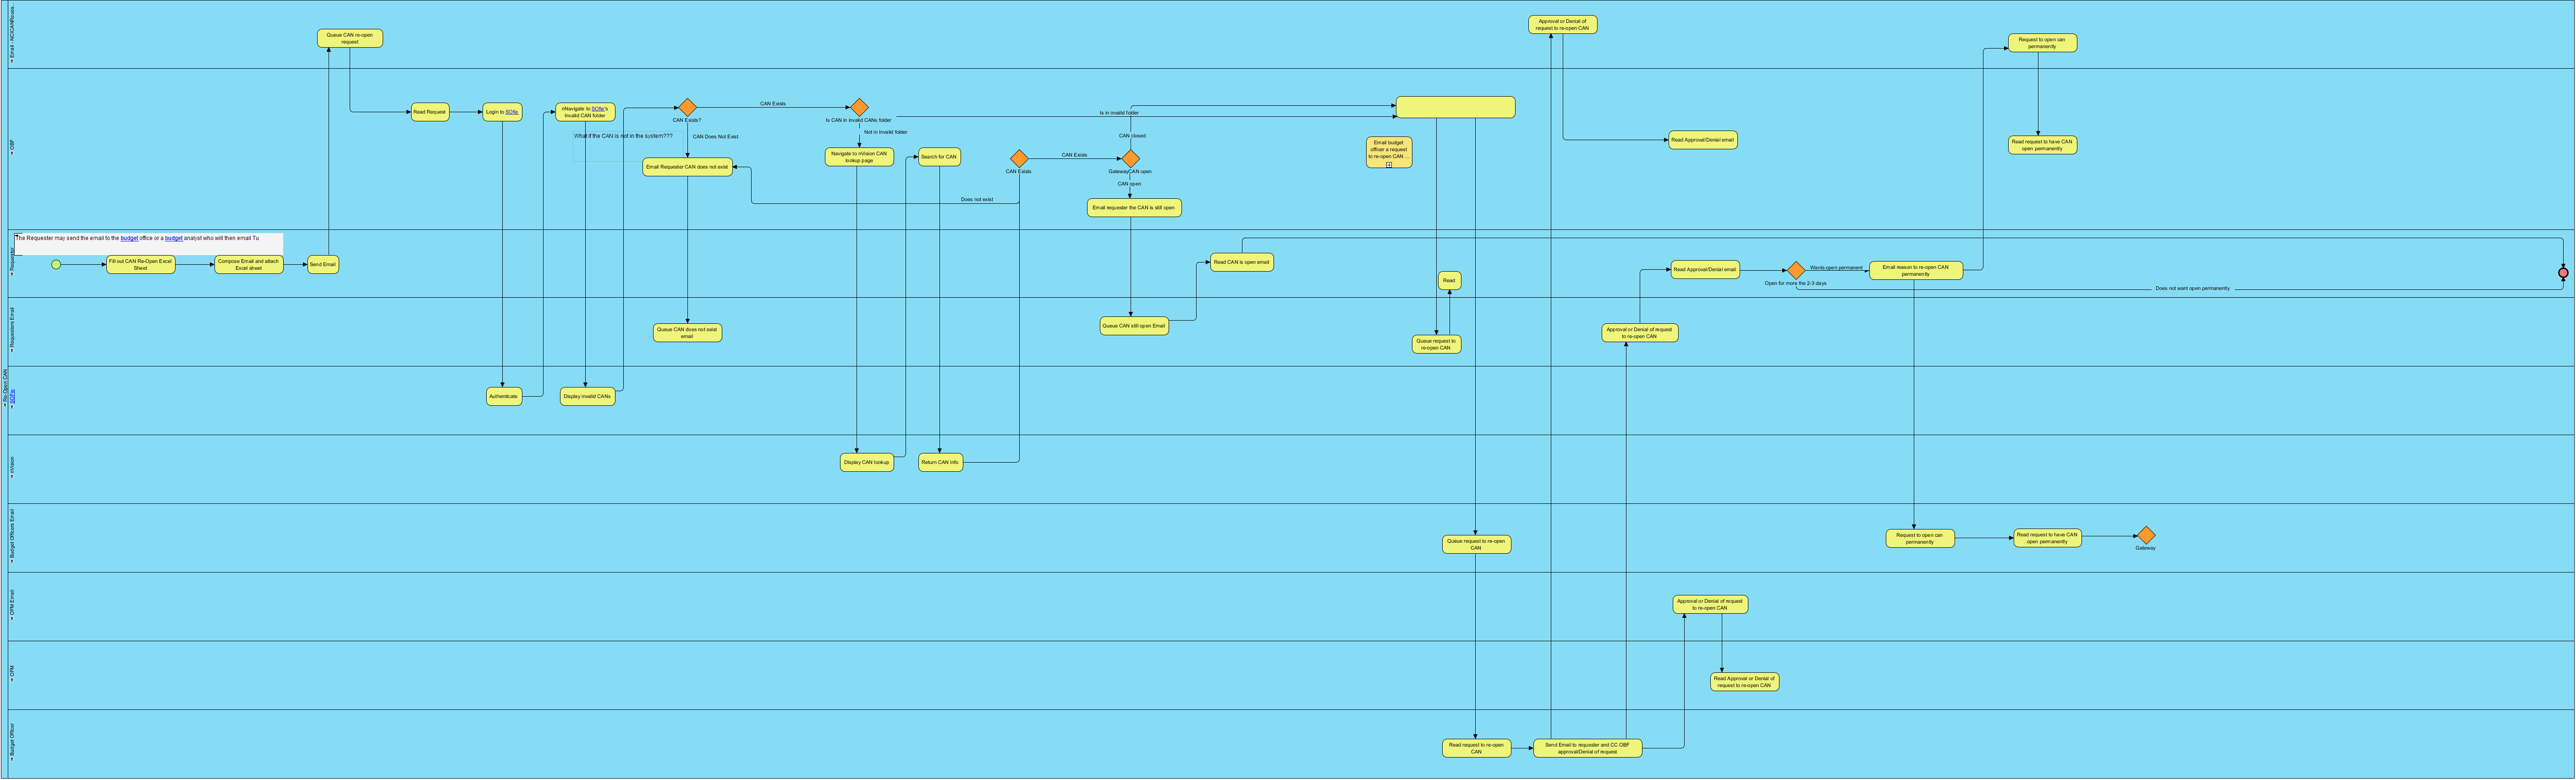 Re-Open CAN
Email - NCICANReins...
Queue CAN re-open
request
Approval or Denial of
request to re-open CAN
Request to open can
permanently
OBF
Read Request
Login to SOfie
nNavigate to SOfie's
Invalid CAN folder
What if the CAN is not in the system???
CAN Exists?
CAN Exists
CAN Does Not Exist
Email Requester CAN does not exist
Is CAN in invalid CANs folder
Not in Invalid folder
Is in invalid folder
Navigate to nVision CAN
lookup page
Search for CAN
CAN Exists
CAN Exists
Does not exist
CAN closed
GatewayCAN open
CAN open
Email requester the CAN is still open
Email budget
officer a request
to re-open CAN ...
Read Approval/Denial email
Read request to have CAN
open permanently
Requestor
The Requester may send the email to the budget office or a budget analyst who will then email Tu
Fill out CAN Re-Open Excel
Sheet
Compose Email and attach
Excel sheet
Send Email
Read CAN is open email
Read
Read Approval/Denial email
Open for more the 2-3 days
Wants open permanent
Email reason to re-open CAN
permanently
Does not want open permanently
Requesters Email
Queue CAN does not exist
email
Queue CAN still open Email
Queue request to
re-open CAN
Approval or Denial of request
to re-open CAN
SOfie
Authenticate
Display invalid CANs
nVision
Display CAN lookup
Return CAN info
Budget Officers Email
Queue request to re-open
CAN
Request to open can
permanently
Read request to have CAN
open permanently
Gateway
OFM Email
Approval or Denial of request
to re-open CAN
OFM
Read Approval or Denial of
request to re-open CAN
Budget Officer
Read request to re-open
CAN
Send Email to requester and CC OBF
approval/Denial of request